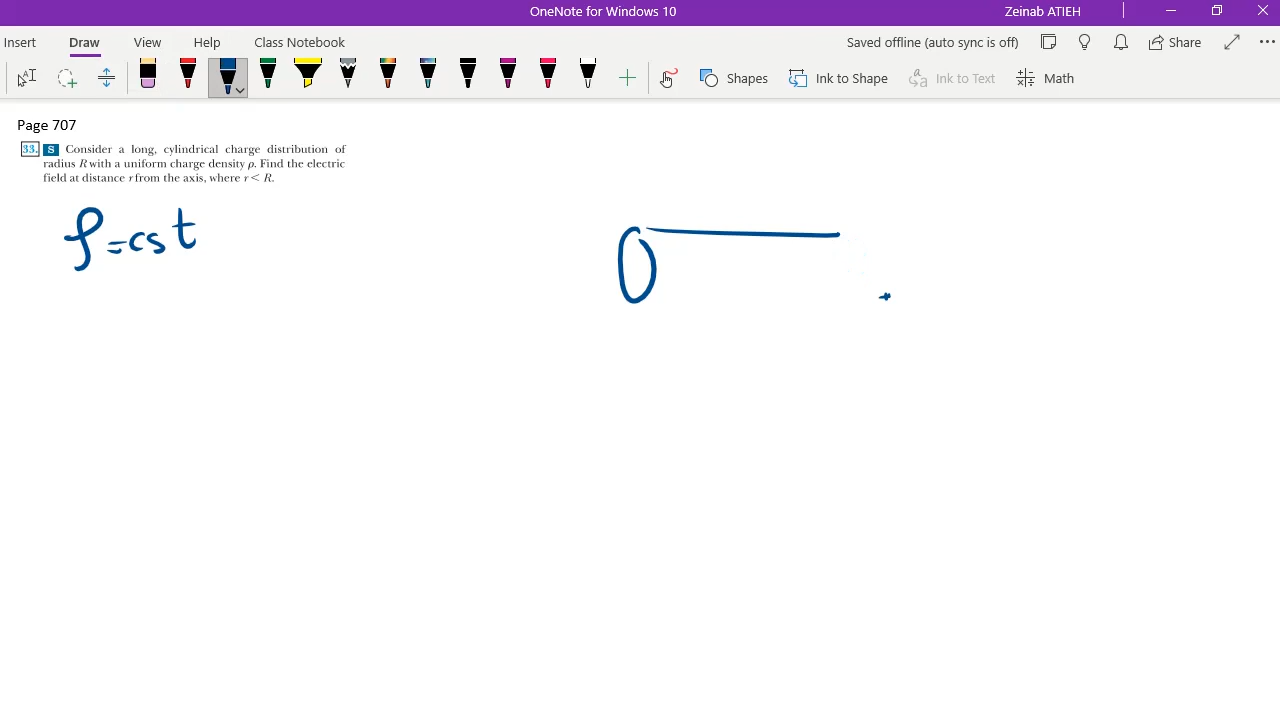 OneNote for Windows 10
Zeinab ATIEH
Insert
Draw
View
Help
Class Notebook
Saved offline (auto sync is off)
Share
Shapes
Ink to Shape
Ink to Text
Math
Page 707
33. S Consider a long, cylindrical charge distribution of
radius R with a uniform charge density ρ. Find the electric
field at distance r from the axis, where r < R.
ρ=cst